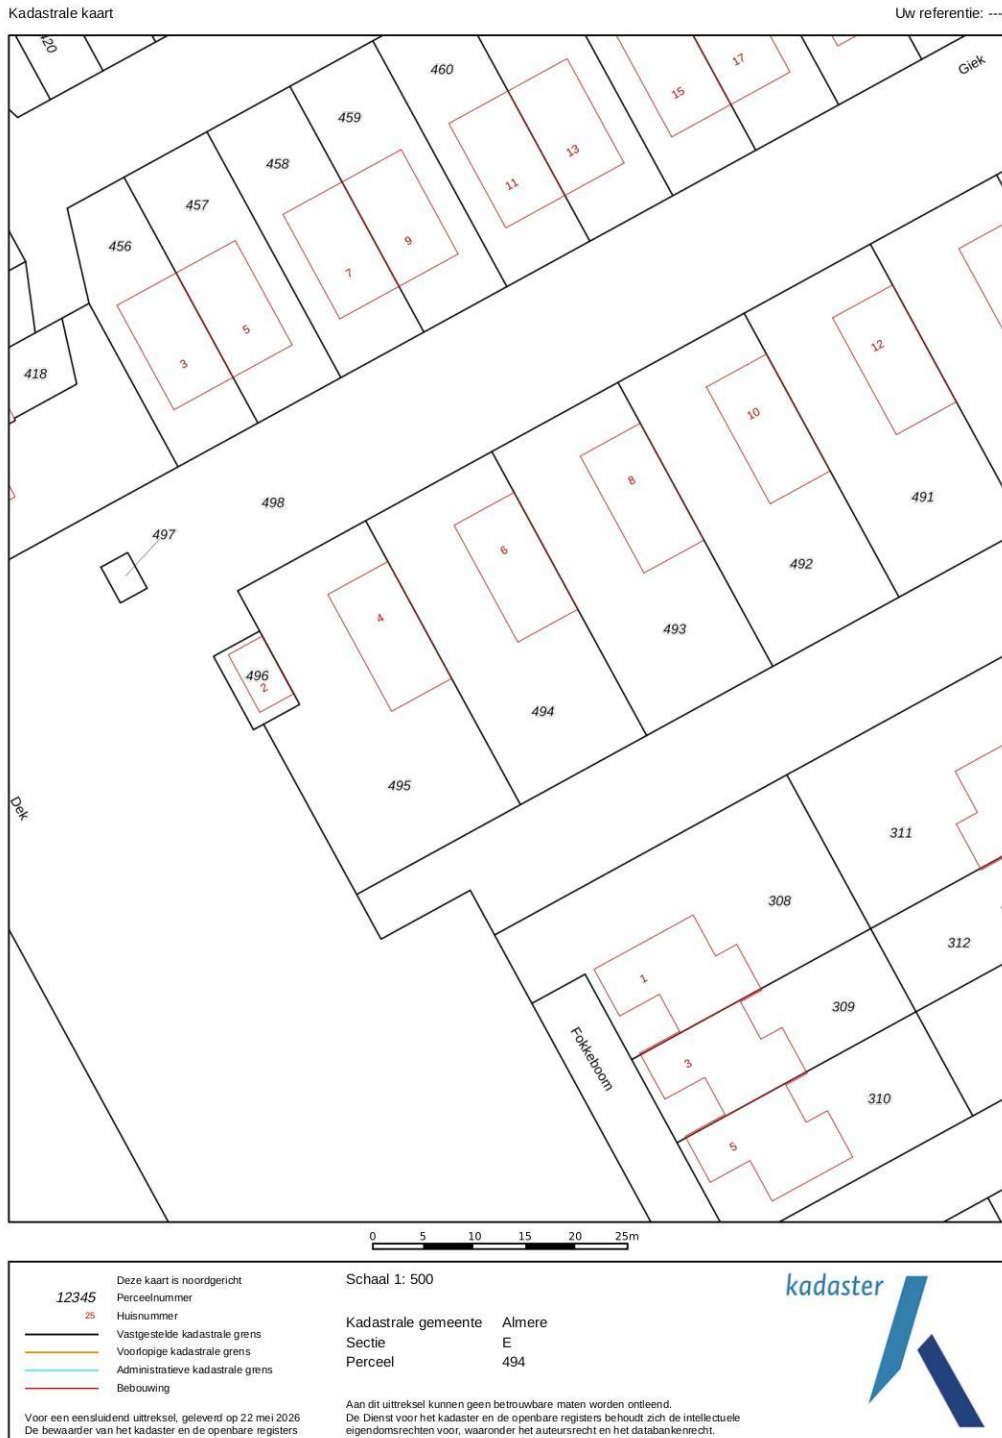 Kadastrale kaart
Uw referentie: ---
420
460
17
Giek
15
459
13
458
11
457
9
456
7
5
3
418
12
10
8
491
498
497
6
492
4
493
496
2
494
495
Dek
311
308
312
1
309
Fokkeboom
3
310
5
0 5 10 15 20 25m
Deze kaart is noordgericht
12345 Perceelnummer
25 Huisnummer
Vastgestelde kadastrale grens
Voorlopige kadastrale grens
Administratieve kadastrale grens
Bebouwing
Voor een eensluidend uittreksel, geleverd op 22 mei 2026
De bewaarder van het kadaster en de openbare registers
Schaal 1: 500
Kadastrale gemeente Almere
Sectie E
Perceel 494
Aan dit uittreksel kunnen geen betrouwbare maten worden ontleend.
De Dienst voor het kadaster en de openbare registers behoudt zich de intellectuele
eigendomsrechten voor, waaronder het auteursrecht en het databankenrecht.
kadaster